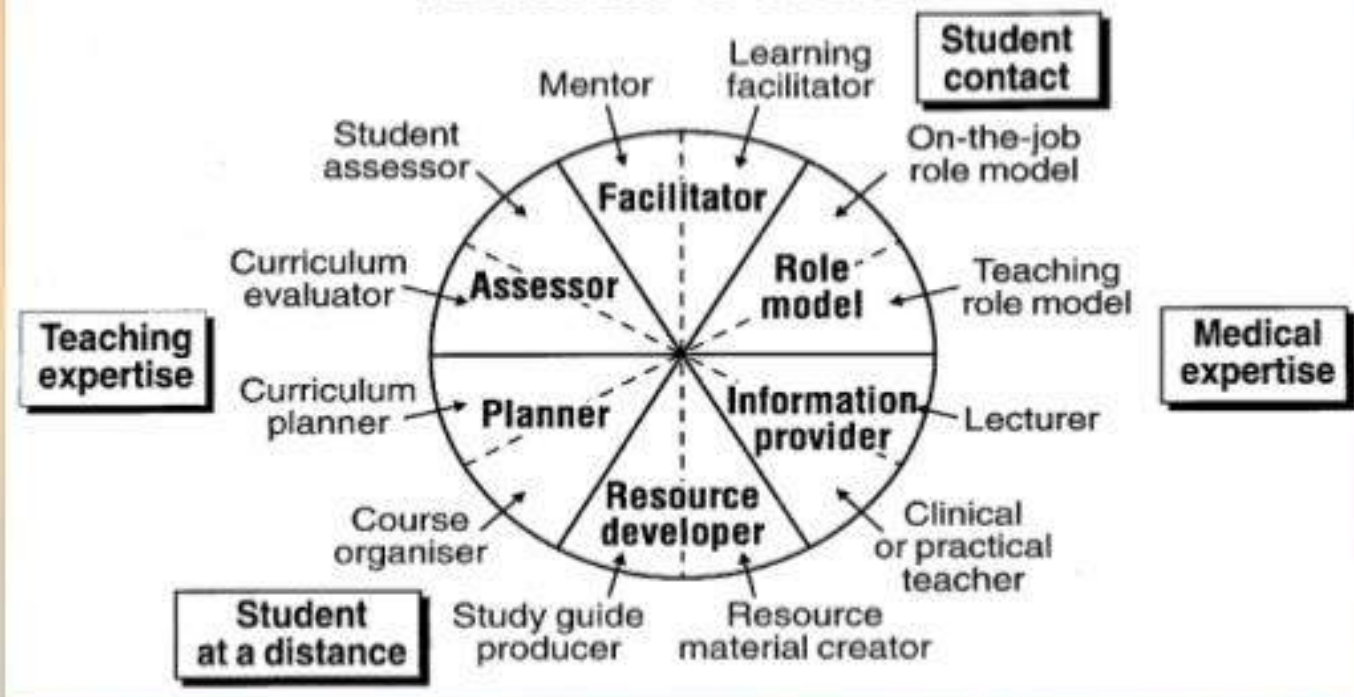 Student
contact
Learning
facilitator
Mentor
Student
assessor
On-the-job
role model
Facilitator
Curriculum
evaluator
Assessor
Role
model
Teaching
role model
Teaching
expertise
Medical
expertise
Curriculum
planner
Planner
Information
provider
Lecturer
Resource
developer
Course
organiser
Clinical
or practical
teacher
Student
at a distance
Study guide
producer
Resource
material creator